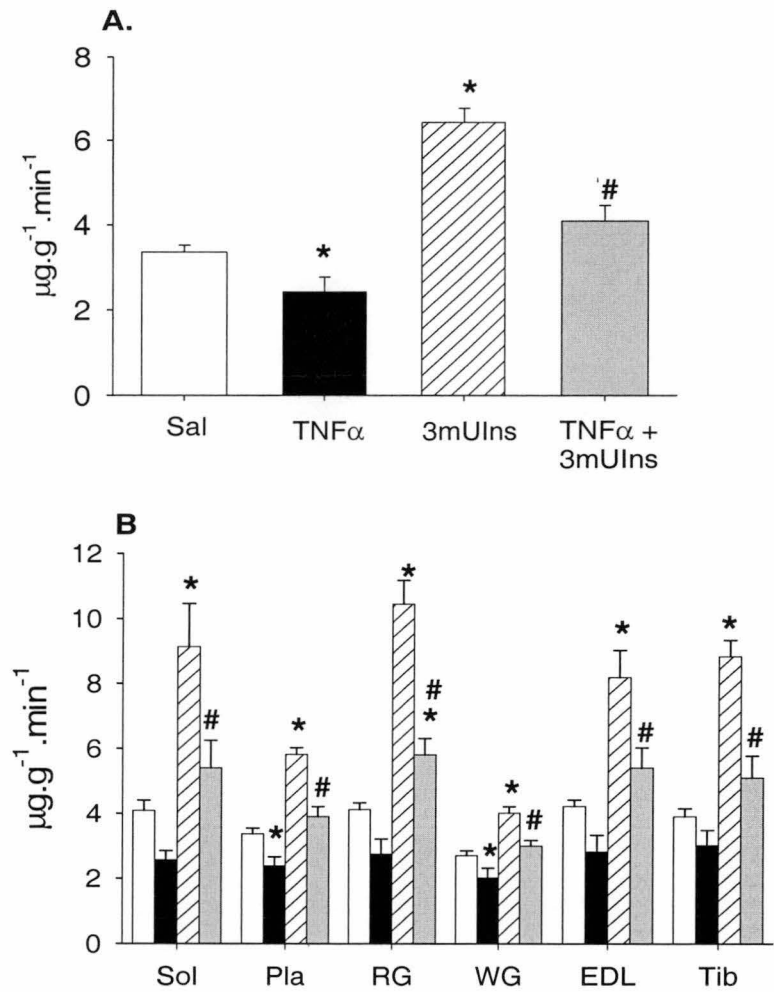 A.
8
6
4
2
0
µg.g⁻¹.min⁻¹
*
*
#
Sal TNFα 3mUIns TNFα +
3mUIns
B
12
10
8
6
4
2
0
µg.g⁻¹.min⁻¹
* # * * # * # * * # * # * #
Sol Pla RG WG EDL Tib